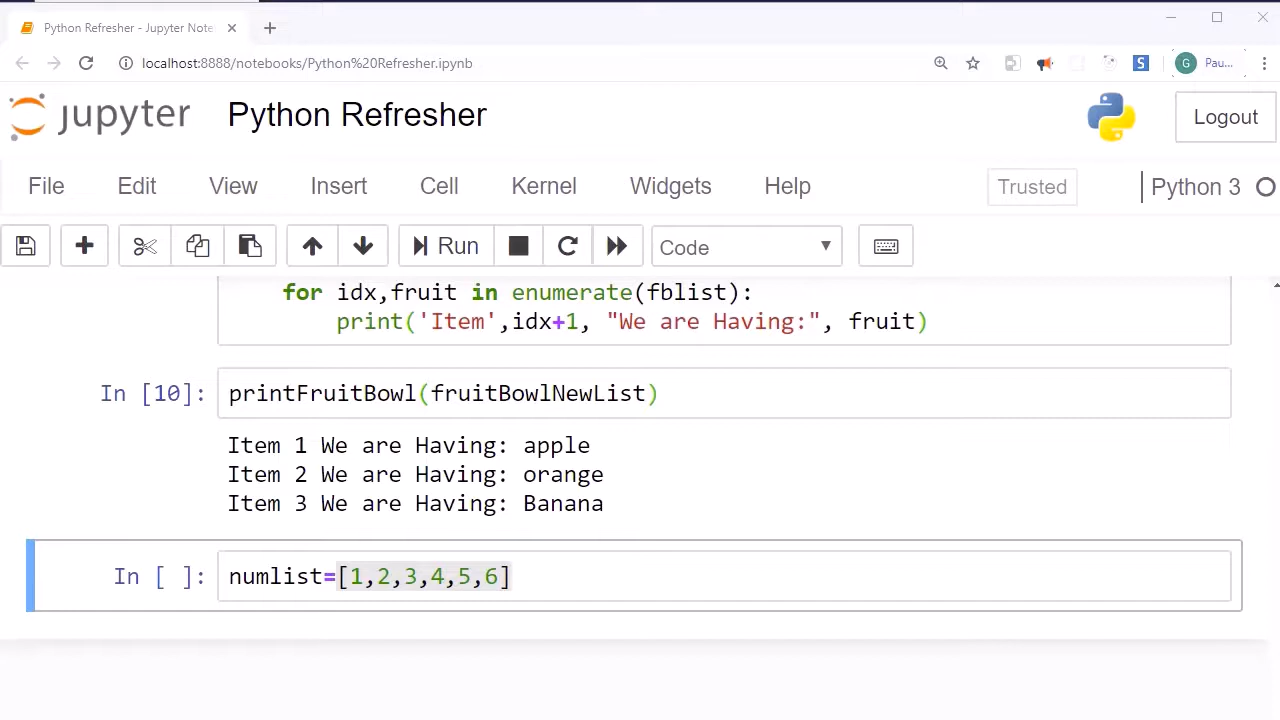 Python Refresher - Jupyter Note
localhost:8888/notebooks/Python%20Refresher.ipynb
S
G
Pau...
jupyter
Python Refresher
Logout
File Edit View Insert Cell Kernel Widgets Help
Trusted
Python 3
Run
Code
for idx,fruit in enumerate(fblist):
print('Item',idx+1, "We are Having:", fruit)
In [10]: printFruitBowl(fruitBowlNewList)
Item 1 We are Having: apple
Item 2 We are Having: orange
Item 3 We are Having: Banana
In [ ]: numlist=[1,2,3,4,5,6]